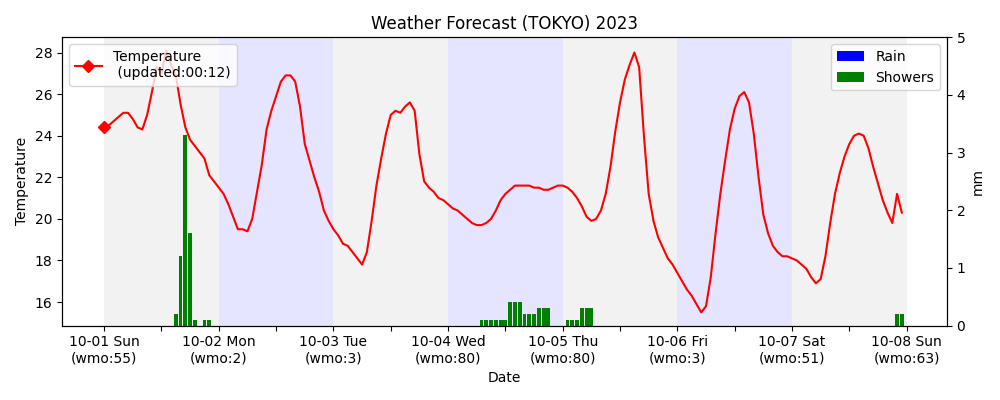 Weather Forecast (TOKYO) 2023
Temperature
(updated:00:12)
Rain
Showers
28
26
24
22
20
18
16
Temperature
5
4
3
2
1
0
mm
10-01 Sun
(wmo:55)
10-02 Mon
(wmo:2)
10-03 Tue
(wmo:3)
10-04 Wed
(wmo:80)
10-05 Thu
(wmo:80)
10-06 Fri
(wmo:3)
10-07 Sat
(wmo:51)
10-08 Sun
(wmo:63)
Date